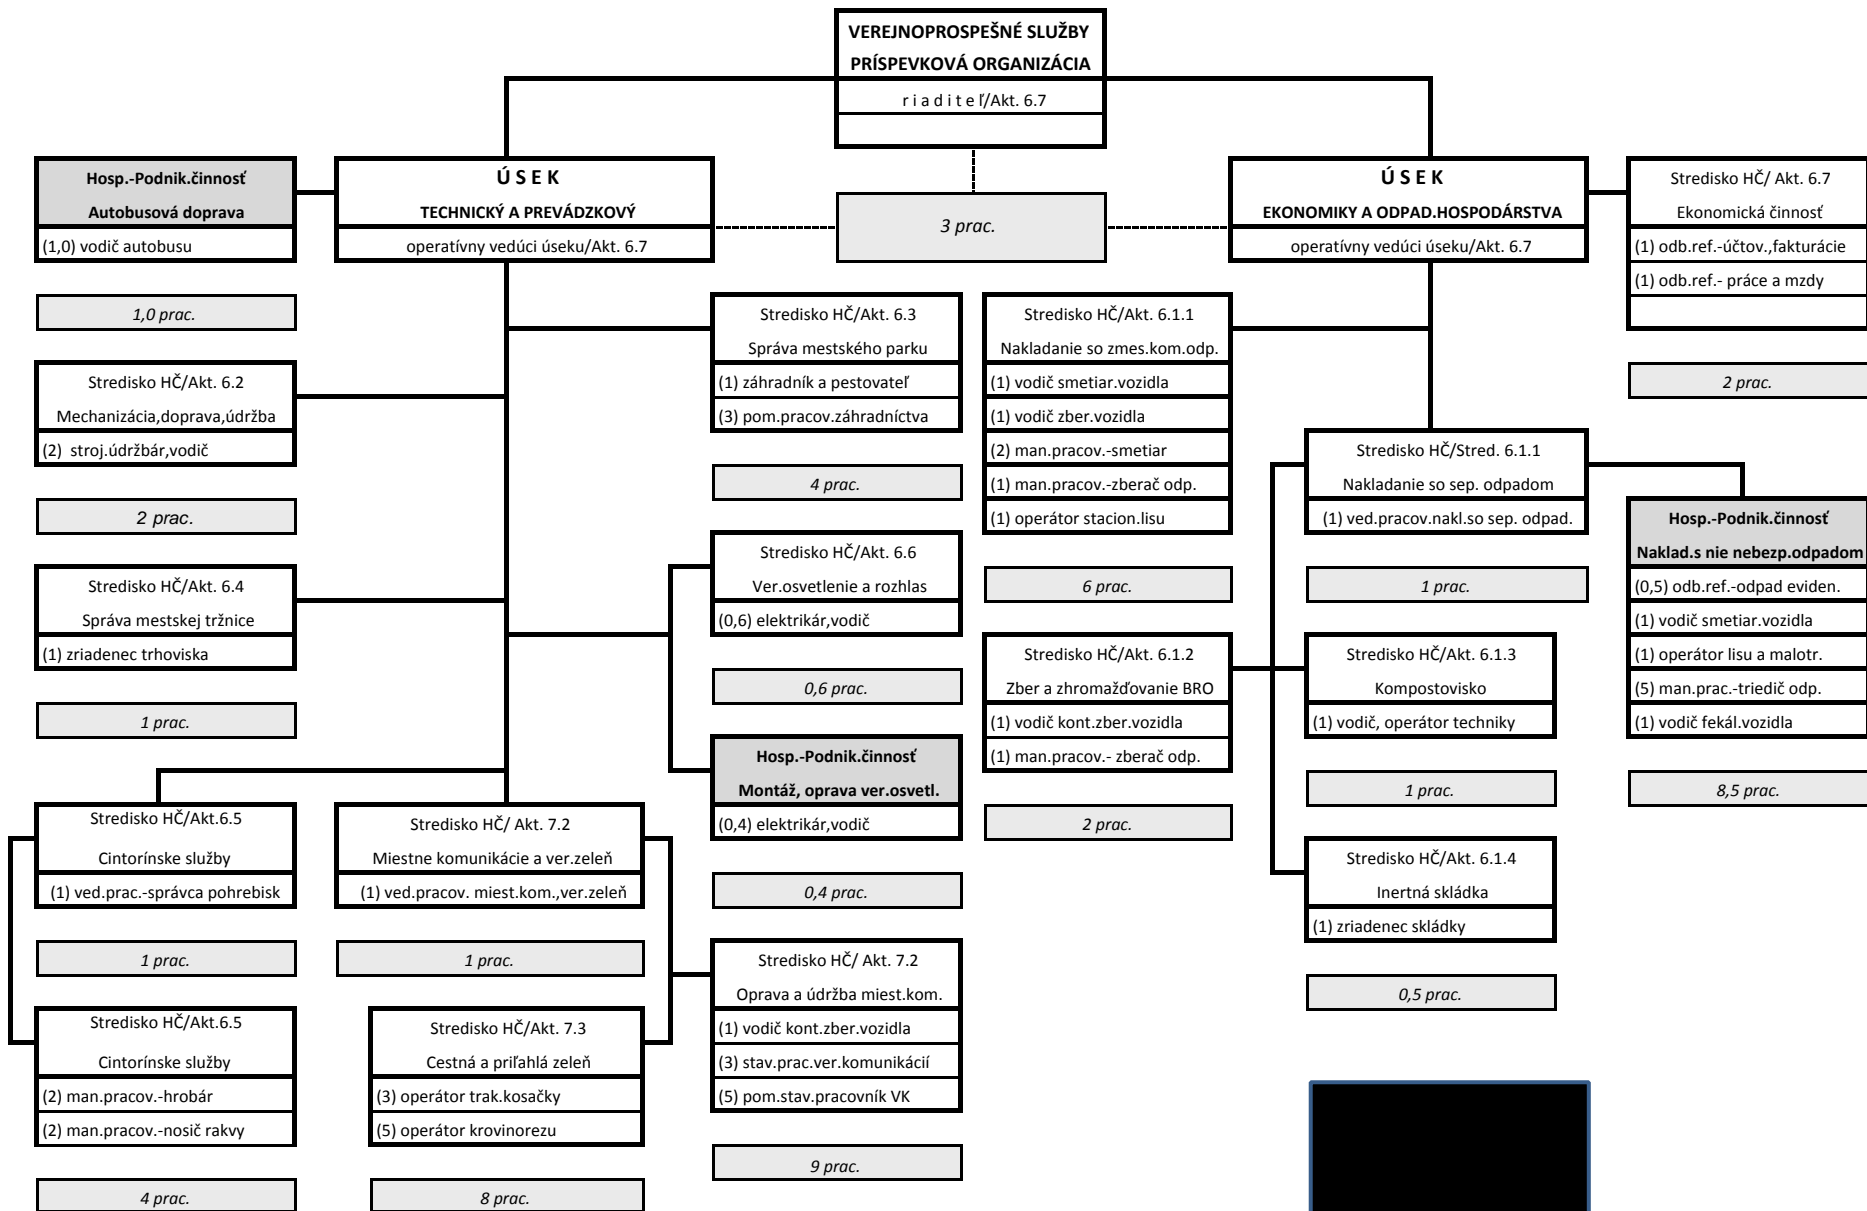 VEREJNOPROSPEŠNÉ SLUŽBY
PRÍSPEVKOVÁ ORGANIZÁCIA
r i a d i t e ľ/Akt. 6.7
Hosp.-Podnik.činnosť
Autobusová doprava
(1,0) vodič autobusu
1,0 prac.
Ú S E K
TECHNICKÝ A PREVÁDZKOVÝ
operatívny vedúci úseku/Akt. 6.7
3 prac.
Ú S E K
EKONOMIKY A ODPAD.HOSPODÁRSTVA
operatívny vedúci úseku/Akt. 6.7
Stredisko HČ/ Akt. 6.7
Ekonomická činnosť
(1) odb.ref.-účtov.,fakturácie
(1) odb.ref.- práce a mzdy
2 prac.
Stredisko HČ/Akt. 6.2
Mechanizácia,doprava,údržba
(2)  stroj.údržbár,vodič
2 prac.
Stredisko HČ/Akt. 6.4
Správa mestskej tržnice
(1) zriadenec trhoviska
1 prac.
Stredisko HČ/Akt. 6.3
Správa mestského parku
(1) záhradník a pestovateľ
(3) pom.pracov.záhradníctva
4 prac.
Stredisko HČ/Akt. 6.6
Ver.osvetlenie a rozhlas
(0,6) elektrikár,vodič
0,6 prac.
Hosp.-Podnik.činnosť
Montáž, oprava ver.osvetl.
(0,4) elektrikár,vodič
0,4 prac.
Stredisko HČ/Akt.6.5
Cintorínske služby
(1) ved.prac.-správca pohrebisk
1 prac.
Stredisko HČ/Akt.6.5
Cintorínske služby
(2) man.pracov.-hrobár
(2) man.pracov.-nosič rakvy
4 prac.
Stredisko HČ/ Akt. 7.2
Miestne komunikácie a ver.zeleň
(1) ved.pracov. miest.kom.,ver.zeleň
1 prac.
Stredisko HČ/Akt. 7.3
Cestná a priľahlá zeleň
(3) operátor trak.kosačky
(5) operátor krovinorezu
8 prac.
Stredisko HČ/ Akt. 7.2
Oprava a údržba miest.kom.
(1) vodič kont.zber.vozidla
(3) stav.prac.ver.komunikácií
(5) pom.stav.pracovník VK
9 prac.
Stredisko HČ/Akt. 6.1.1
Nakladanie so zmes.kom.odp.
(1) vodič smetiar.vozidla
(1) vodič zber.vozidla
(2) man.pracov.-smetiar
(1) man.pracov.-zberač odp.
(1) operátor stacion.lisu
6 prac.
Stredisko HČ/Akt. 6.1.2
Zber a zhromažďovanie BRO
(1) vodič kont.zber.vozidla
(1) man.pracov.- zberač odp.
2 prac.
Stredisko HČ/Stred. 6.1.1
Nakladanie so sep. odpadom
(1) ved.pracov.nakl.so sep. odpad.
1 prac.
Stredisko HČ/Akt. 6.1.3
Kompostovisko
(1) vodič, operátor techniky
1 prac.
Stredisko HČ/Akt. 6.1.4
Inertná skládka
(1) zriadenec skládky
0,5 prac.
Hosp.-Podnik.činnosť
Naklad.s nie nebezp.odpadom
(0,5) odb.ref.-odpad eviden.
(1) vodič smetiar.vozidla
(1) operátor lisu a malotr.
(5) man.prac.-triedič odp.
(1) vodič fekál.vozidla
8,5 prac.